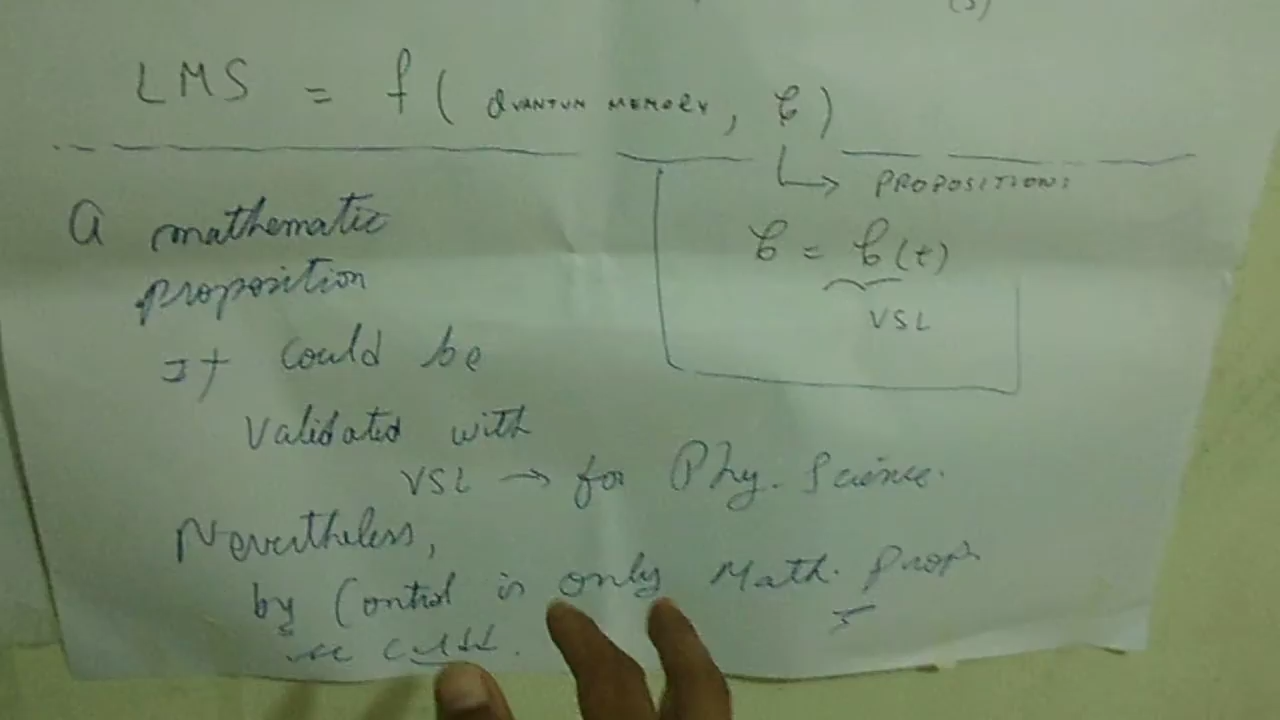 (5)
LMS = f( QUANTUM MEMORY, C )
↳ PROPOSITIONS
C = C(t)
VSL
a mathematic
proposition
It could be
Validated with
VSL → for Phy. Science.
Nevertheless,
by Control is only Math. Prop.